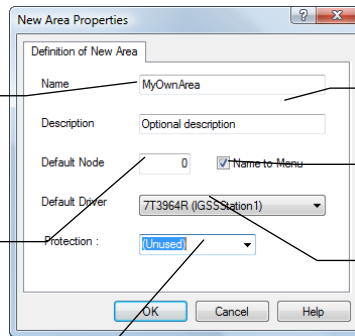 New Area Properties
Definition of New Area
Name MyOwnArea
Description Optional description
Default Node 0 Name to Menu
Default Driver 7T3964R (IGSSStation1)
Protection : (Unused)
OK Cancel Help